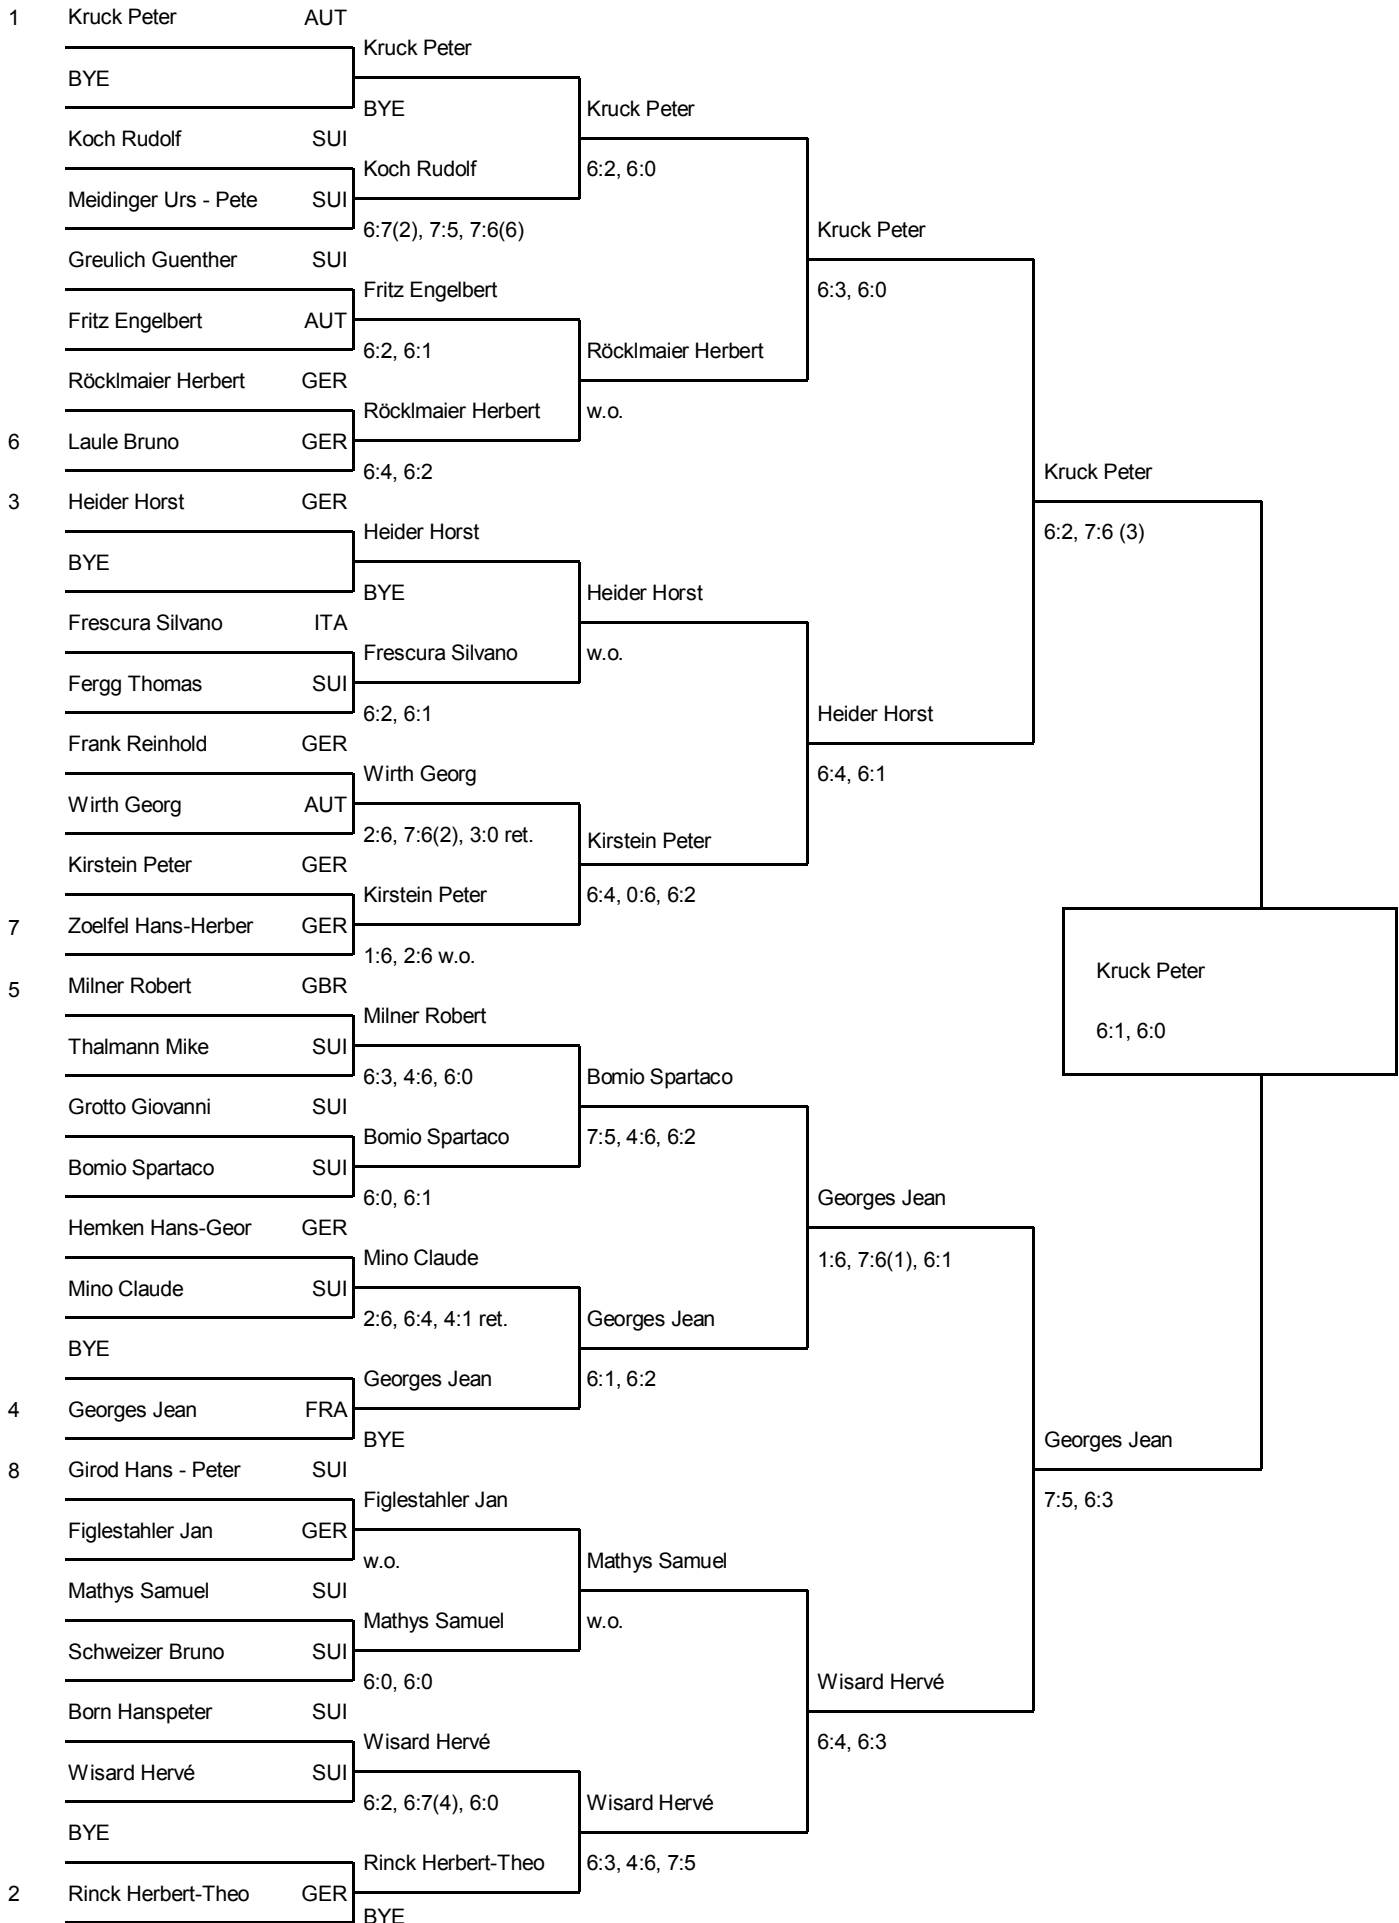 1 Kruck Peter AUT
Kruck Peter
BYE
BYE Kruck Peter
Koch Rudolf SUI
Koch Rudolf 6:2, 6:0
Meidinger Urs - Pete SUI
6:7(2), 7:5, 7:6(6) Kruck Peter
Greulich Guenther SUI
Fritz Engelbert 6:3, 6:0
Fritz Engelbert AUT
6:2, 6:1 Röcklmaier Herbert
Röcklmaier Herbert GER
Röcklmaier Herbert w.o.
6 Laule Bruno GER
6:4, 6:2 Kruck Peter
3 Heider Horst GER
Heider Horst 6:2, 7:6 (3)
BYE
BYE Heider Horst
Frescura Silvano ITA
Frescura Silvano w.o.
Fergg Thomas SUI
6:2, 6:1 Heider Horst
Frank Reinhold GER
Wirth Georg 6:4, 6:1
Wirth Georg AUT
2:6, 7:6(2), 3:0 ret. Kirstein Peter
Kirstein Peter GER
Kirstein Peter 6:4, 0:6, 6:2
7 Zoelfel Hans-Herber GER
1:6, 2:6 w.o.
Kruck Peter
5 Milner Robert GBR
Milner Robert
6:1, 6:0
Thalmann Mike SUI
6:3, 4:6, 6:0 Bomio Spartaco
Grotto Giovanni SUI
Bomio Spartaco 7:5, 4:6, 6:2
Bomio Spartaco SUI
6:0, 6:1 Georges Jean
Hemken Hans-Geor GER
Mino Claude 1:6, 7:6(1), 6:1
Mino Claude SUI
2:6, 6:4, 4:1 ret. Georges Jean
BYE
Georges Jean 6:1, 6:2
4 Georges Jean FRA
BYE Georges Jean
8 Girod Hans - Peter SUI
Figlestahler Jan 7:5, 6:3
Figlestahler Jan GER
w.o. Mathys Samuel
Mathys Samuel SUI
Mathys Samuel w.o.
Schweizer Bruno SUI
6:0, 6:0 Wisard Hervé
Born Hanspeter SUI
Wisard Hervé 6:4, 6:3
Wisard Hervé SUI
6:2, 6:7(4), 6:0 Wisard Hervé
BYE
Rinck Herbert-Theo 6:3, 4:6, 7:5
2 Rinck Herbert-Theo GER
BYE